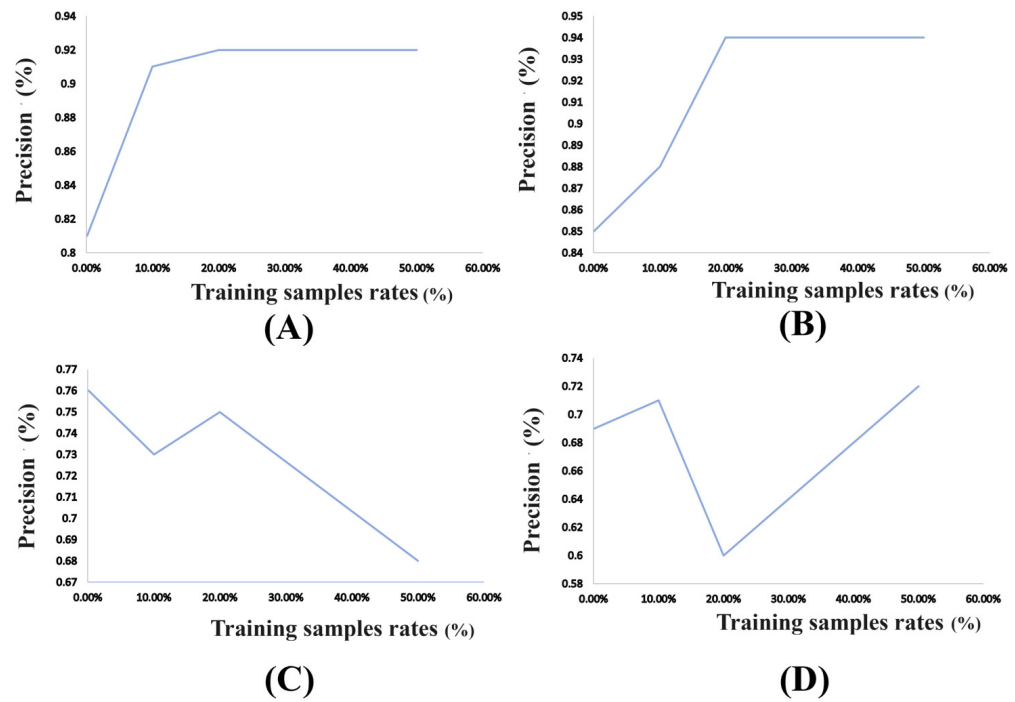 0.94
0.92
0.9
0.88
0.86
0.84
0.82
0.8
Precision (%)
0.00% 10.00% 20.00% 30.00% 40.00% 50.00% 60.00%
Training samples rates (%)
(A)
0.95
0.94
0.93
0.92
0.91
0.9
0.89
0.88
0.87
0.86
0.85
0.84
Precision (%)
0.00% 10.00% 20.00% 30.00% 40.00% 50.00% 60.00%
Training samples rates (%)
(B)
0.77
0.76
0.75
0.74
0.73
0.72
0.71
0.7
0.69
0.68
0.67
Precision (%)
0.00% 10.00% 20.00% 30.00% 40.00% 50.00% 60.00%
Training samples rates (%)
(C)
0.74
0.72
0.7
0.68
0.66
0.64
0.62
0.6
0.58
Precision (%)
0.00% 10.00% 20.00% 30.00% 40.00% 50.00% 60.00%
Training samples rates (%)
(D)